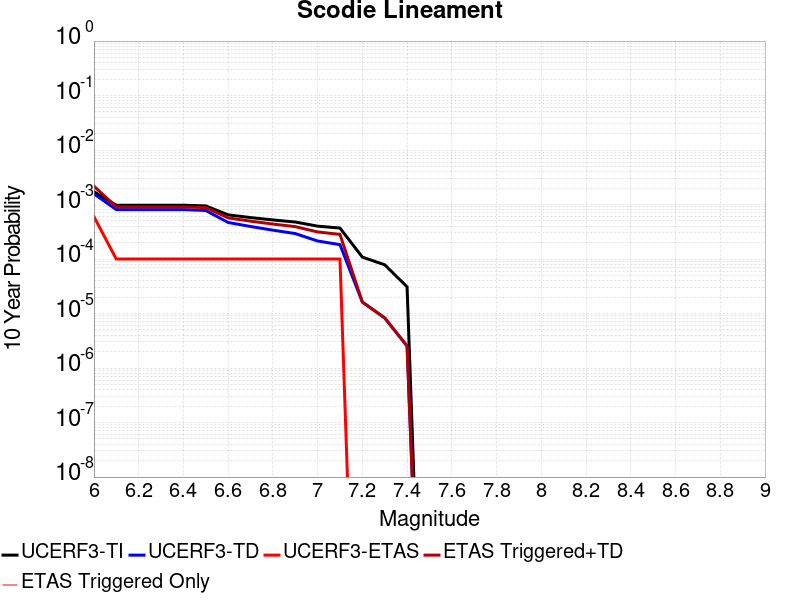 Scodie Lineament
10 0
10 -1
10 -2
10 -3
10 -4
10 -5
10 -6
10 -7
10 -8
10 Year Probability
6 6.2 6.4 6.6 6.8 7 7.2 7.4 7.6 7.8 8 8.2 8.4 8.6 8.8 9
Magnitude
UCERF3-TI UCERF3-TD UCERF3-ETAS ETAS Triggered+TD
ETAS Triggered Only